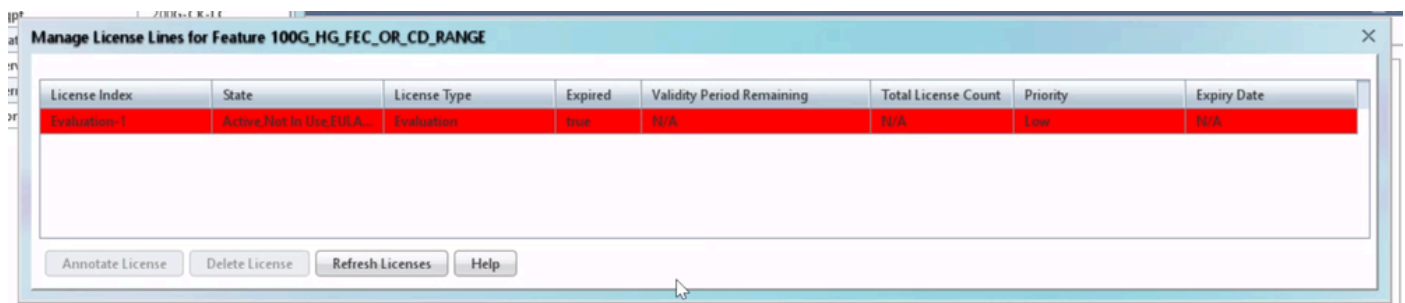 Manage License Lines for Feature 100G_HG_FEC_OR_CD_RANGE
License Index State License Type Expired Validity Period Remaining Total License Count Priority Expiry Date
Evaluation-1 Active,Not In Use,EULA... Evaluation true N/A N/A Low N/A
Annotate License Delete License Refresh Licenses Help